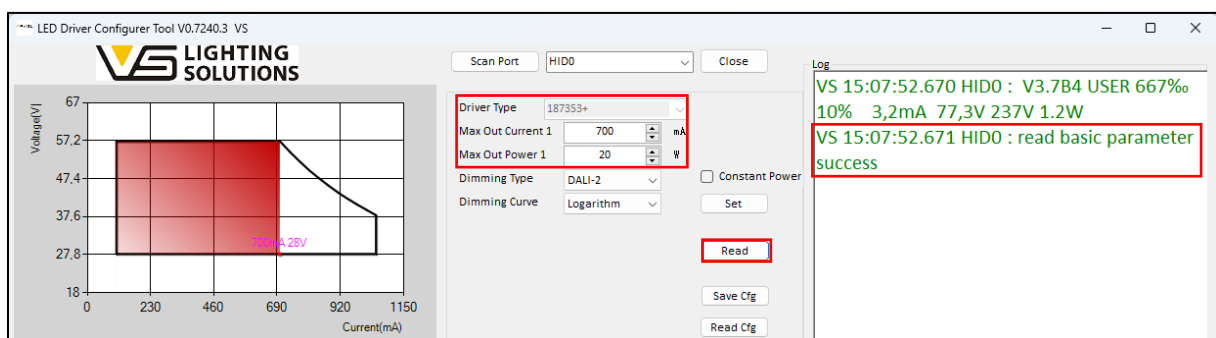 LED Driver Configurer Tool V0.7240.3 VS
VS LIGHTING
SOLUTIONS
Scan Port HID0 Close
Log
VS 15:07:52.670 HID0 : V3.7B4 USER 667‰
10% 3,2mA 77,3V 237V 1.2W
VS 15:07:52.671 HID0 : read basic parameter
success
Driver Type 187353+
Max Out Current 1 700 mA
Max Out Power 1 20 W
Dimming Type DALI-2 Constant Power
Dimming Curve Logarithm Set
Read
Save Cfg
Read Cfg
Voltage[V]
67
57,2
47,4
37,6
27,8
18
700mA 28V
0 230 460 690 920 1150
Current(mA)